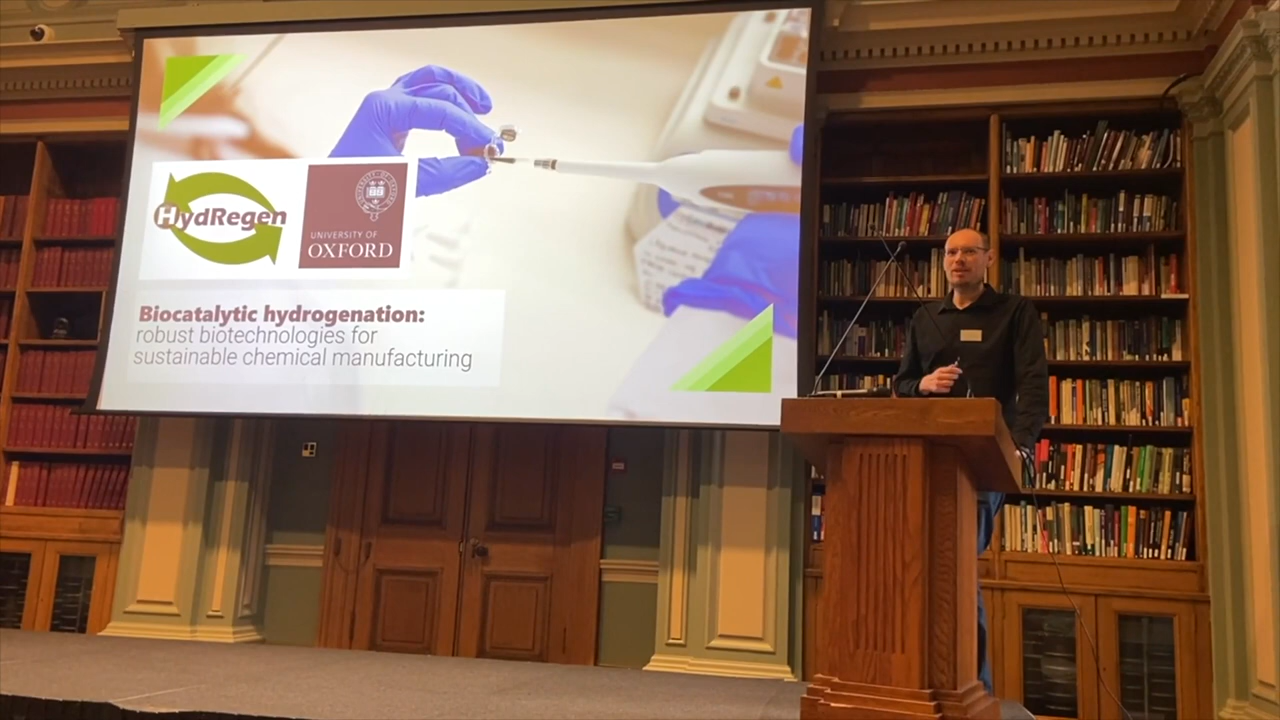 HydRegen
UNIVERSITY OF
OXFORD
Biocatalytic hydrogenation:
robust biotechnologies for
sustainable chemical manufacturing